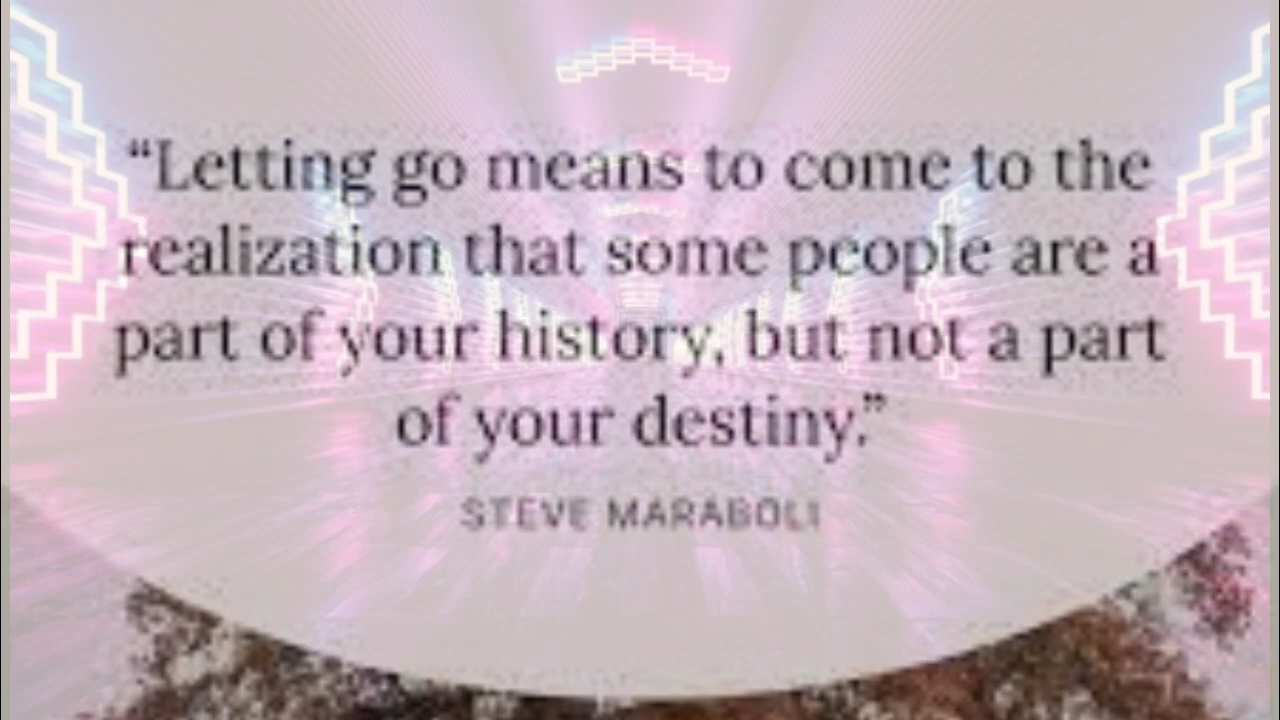 “Letting go means to come to the
realization that some people are a
part of your history, but not a part
of your destiny.”
STEVE MARABOLI